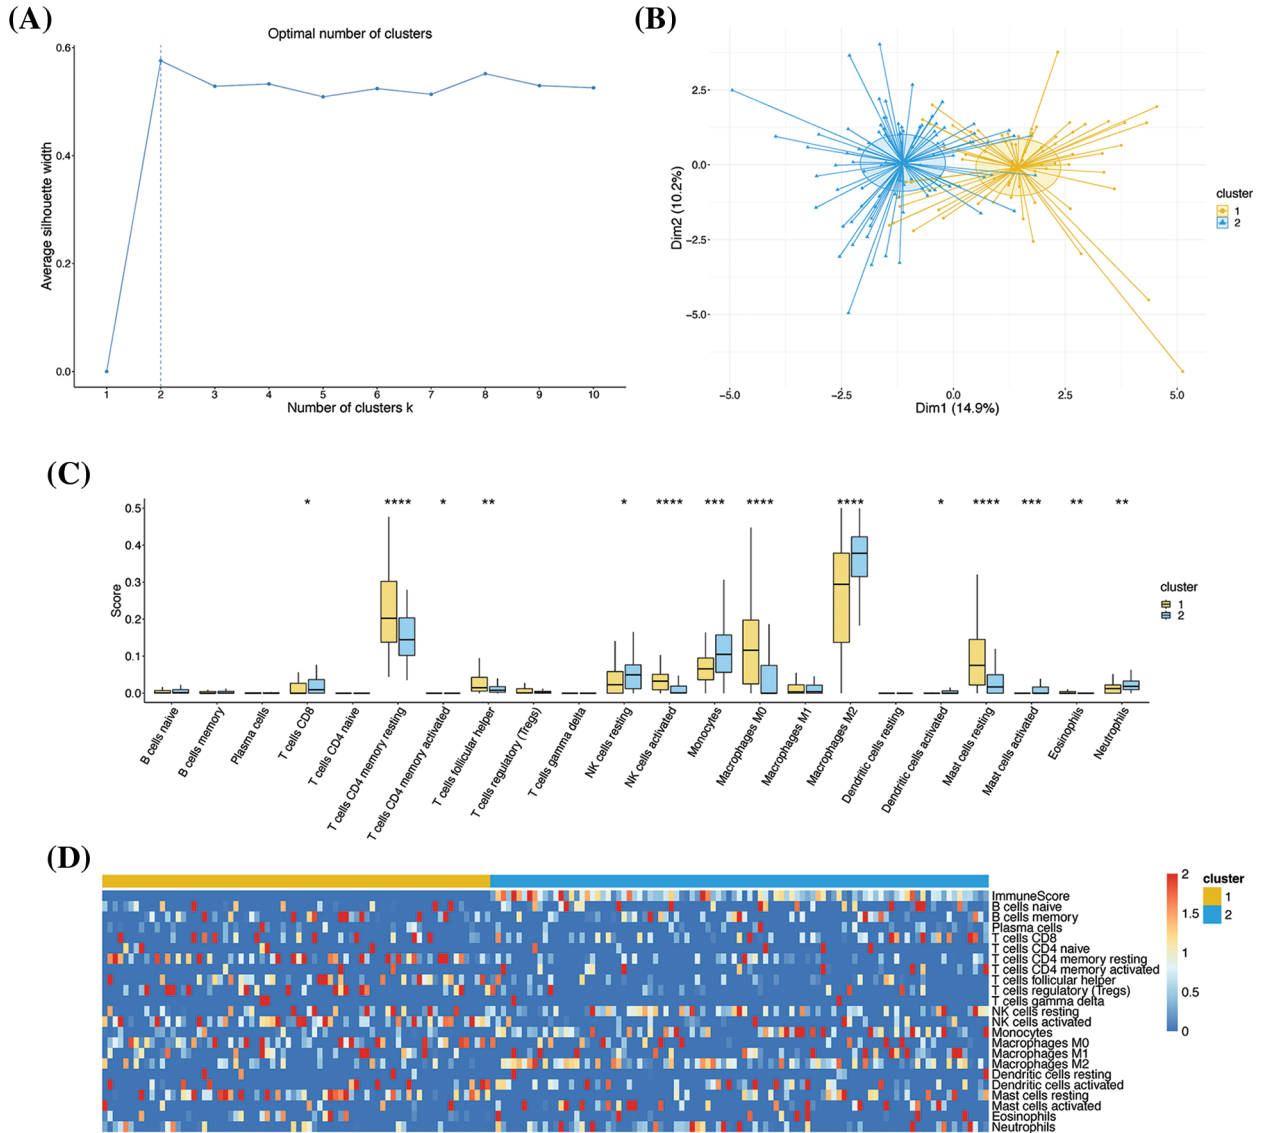 (A)
Optimal number of clusters
Average silhouette width
0.6
0.4
0.2
0.0
1 2 3 4 5 6 7 8 9 10
Number of clusters k
(B)
Dim2 (10.2%)
2.5
0.0
−2.5
−5.0
−5.0 −2.5 0.0 2.5 5.0
Dim1 (14.9%)
cluster
1
2
(C)
* **** * ** * **** *** **** **** * **** *** ** **
Score
0.5
0.4
0.3
0.2
0.1
0.0
B cells naive
B cells memory
Plasma cells
T cells CD8
T cells CD4 naive
T cells CD4 memory resting
T cells CD4 memory activated
T cells follicular helper
T cells regulatory (Tregs)
T cells gamma delta
NK cells resting
NK cells activated
Monocytes
Macrophages M0
Macrophages M1
Macrophages M2
Dendritic cells resting
Dendritic cells activated
Mast cells resting
Mast cells activated
Eosinophils
Neutrophils
cluster
1
2
(D)
ImmuneScore
B cells naive
B cells memory
Plasma cells
T cells CD8
T cells CD4 naive
T cells CD4 memory resting
T cells CD4 memory activated
T cells follicular helper
T cells regulatory (Tregs)
T cells gamma delta
NK cells resting
NK cells activated
Monocytes
Macrophages M0
Macrophages M1
Macrophages M2
Dendritic cells resting
Dendritic cells activated
Mast cells resting
Mast cells activated
Eosinophils
Neutrophils
2
1.5
1
0.5
0
cluster
1
2